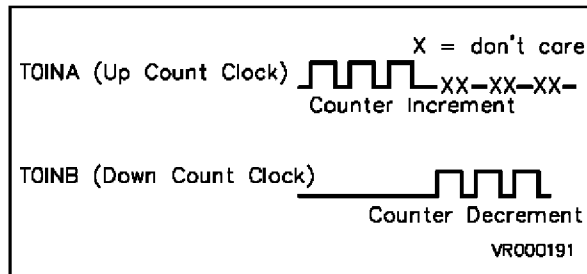 X = don't care
TOINA (Up Count Clock)
XX XX XX
Counter Increment
TOINB (Down Count Clock)
Counter Decrement
VR000191